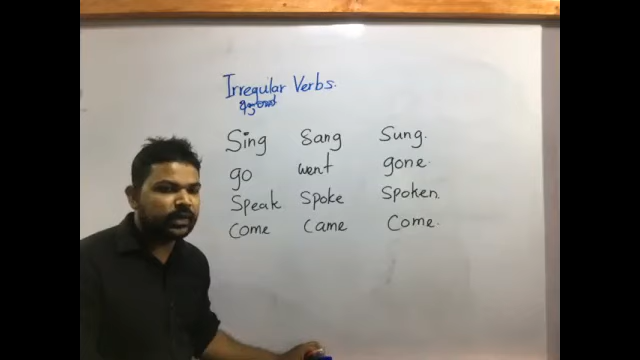 Irregular Verbs.
Sing Sang Sung.
go went gone.
Speak Spoke Spoken.
Come Came Come.